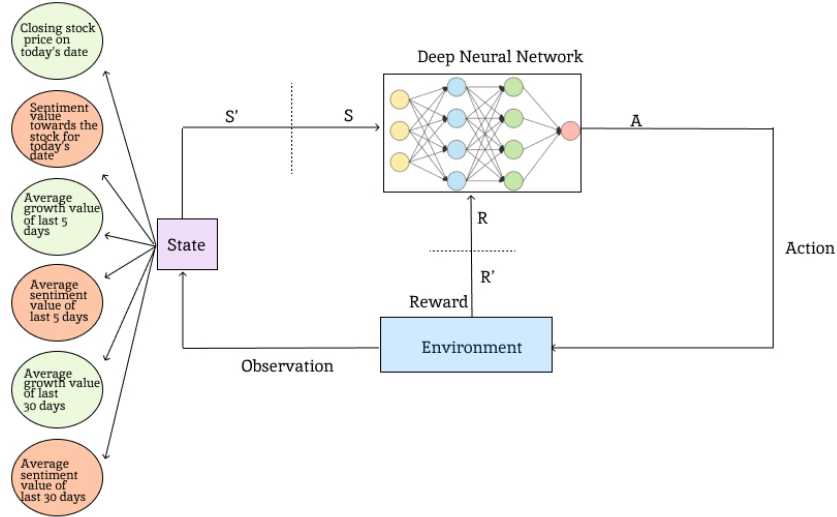 Closing stock
price on
today's date
Sentiment
value
towards the
stock for
today's
date
Average
growth value
of last 5
days
Average
sentiment
value of
last 5 days
Average
growth value
of last
30 days
Average
sentiment
value of
last 30 days
State
S'
S
Deep Neural Network
A
Action
R
R'
Reward
Environment
Observation